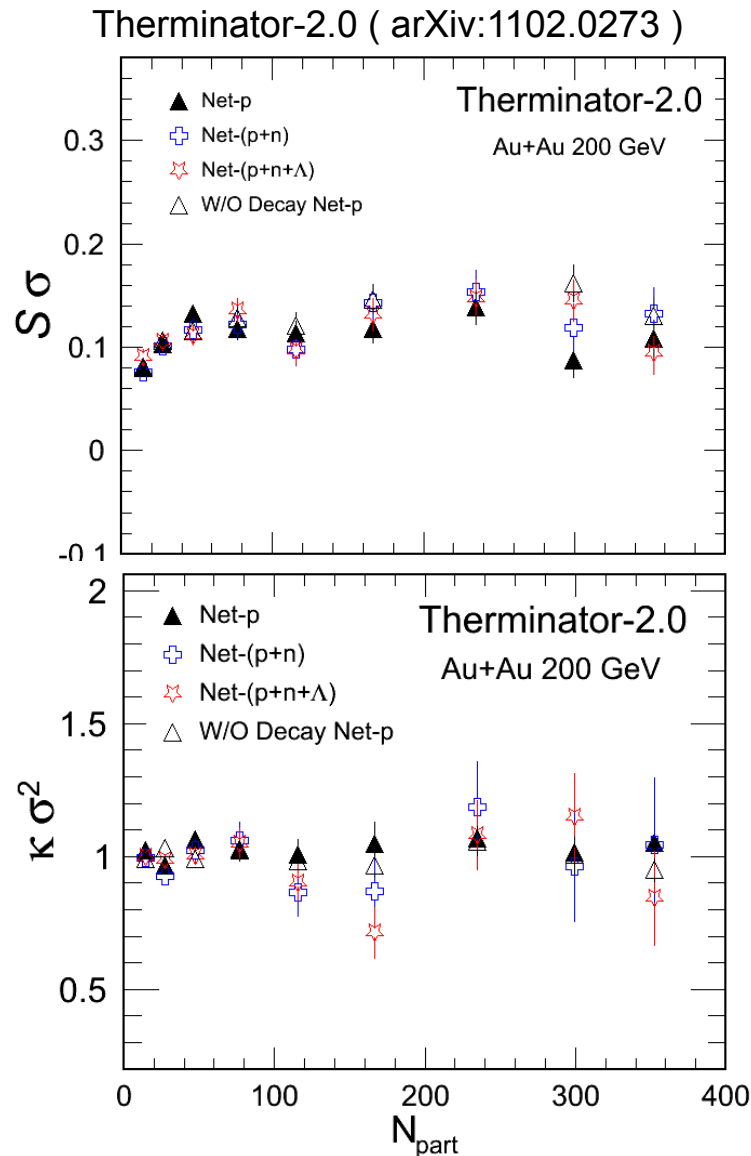 Therminator-2.0 ( arXiv:1102.0273 )
Net-p
Net-(p+n)
Net-(p+n+Λ)
W/O Decay Net-p
Therminator-2.0
Au+Au 200 GeV
0.3
0.2
0.1
0
-0.1
S σ
Net-p
Net-(p+n)
Net-(p+n+Λ)
W/O Decay Net-p
Therminator-2.0
Au+Au 200 GeV
2
1.5
1
0.5
κ σ²
0 100 200 300 400
N_part